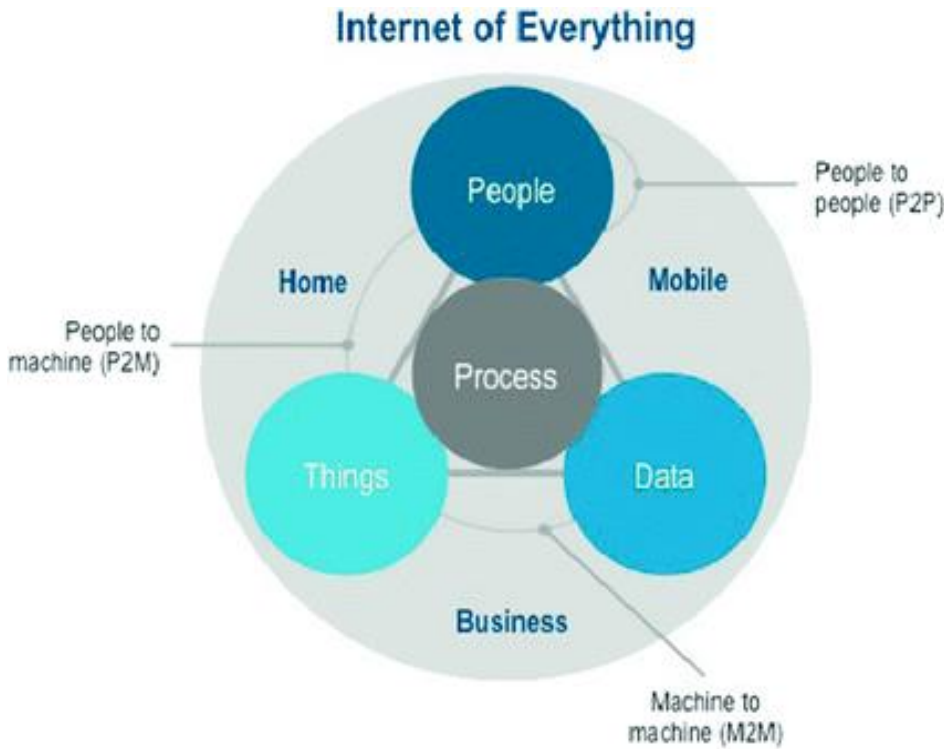 Internet of Everything
People
People to
people (P2P)
Home
Mobile
People to
machine (P2M)
Process
Things
Data
Business
Machine to
machine (M2M)